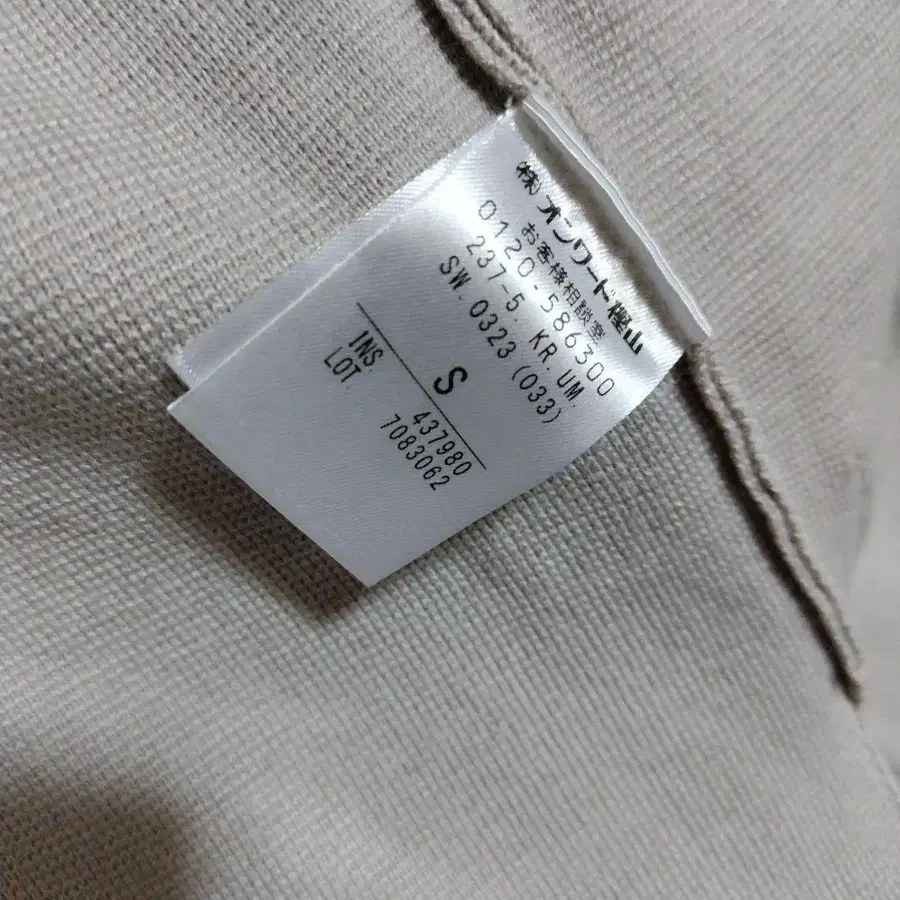 (株)オンワード樫山
お客様相談室
0120-586300
237-5. KR. UM.
SW. 0323 (033)
S
INS. 437980
LOT. 7083062